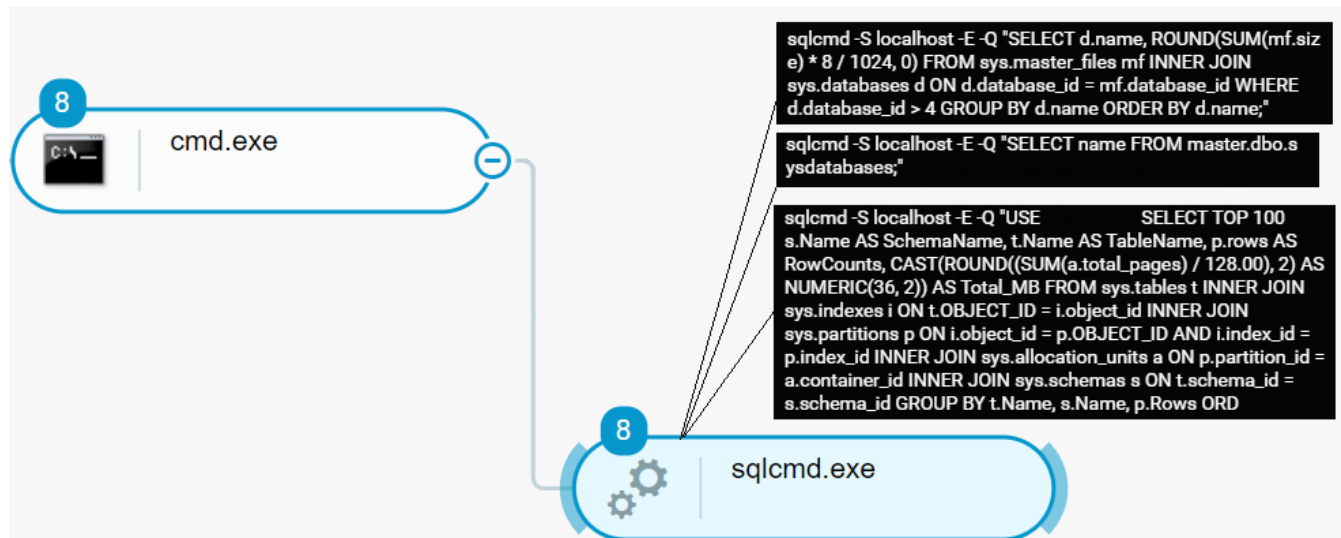 sqlcmd -S localhost -E -Q "SELECT d.name, ROUND(SUM(mf.siz
e) * 8 / 1024, 0) FROM sys.master_files mf INNER JOIN
sys.databases d ON d.database_id = mf.database_id WHERE
d.database_id > 4 GROUP BY d.name ORDER BY d.name;"
8
cmd.exe
C:\
sqlcmd -S localhost -E -Q "SELECT name FROM master.dbo.s
ysdatabases;"
sqlcmd -S localhost -E -Q "USE SELECT TOP 100
s.Name AS SchemaName, t.Name AS TableName, p.rows AS
RowCounts, CAST(ROUND((SUM(a.total_pages) / 128.00), 2) AS
NUMERIC(36, 2)) AS Total_MB FROM sys.tables t INNER JOIN
sys.indexes i ON t.OBJECT_ID = i.object_id INNER JOIN
sys.partitions p ON i.object_id = p.OBJECT_ID AND i.index_id =
p.index_id INNER JOIN sys.allocation_units a ON p.partition_id =
a.container_id INNER JOIN sys.schemas s ON t.schema_id =
s.schema_id GROUP BY t.Name, s.Name, p.Rows ORD
8
sqlcmd.exe